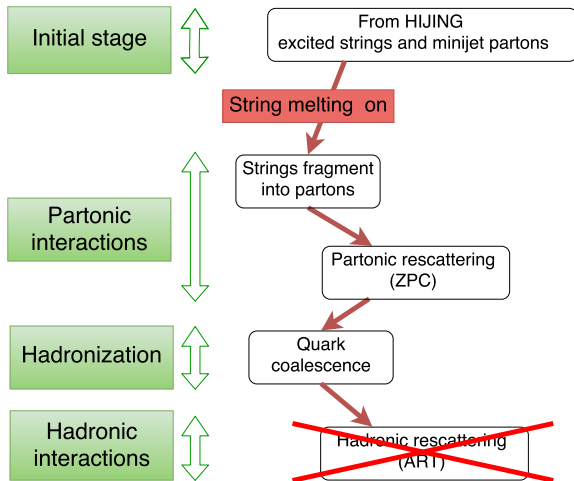 Initial stage
From HIJING
excited strings and minijet partons
String melting on
Strings fragment
into partons
Partonic
interactions
Partonic rescattering
(ZPC)
Hadronization
Quark
coalescence
Hadronic
interactions
Hadronic rescattering
(ART)